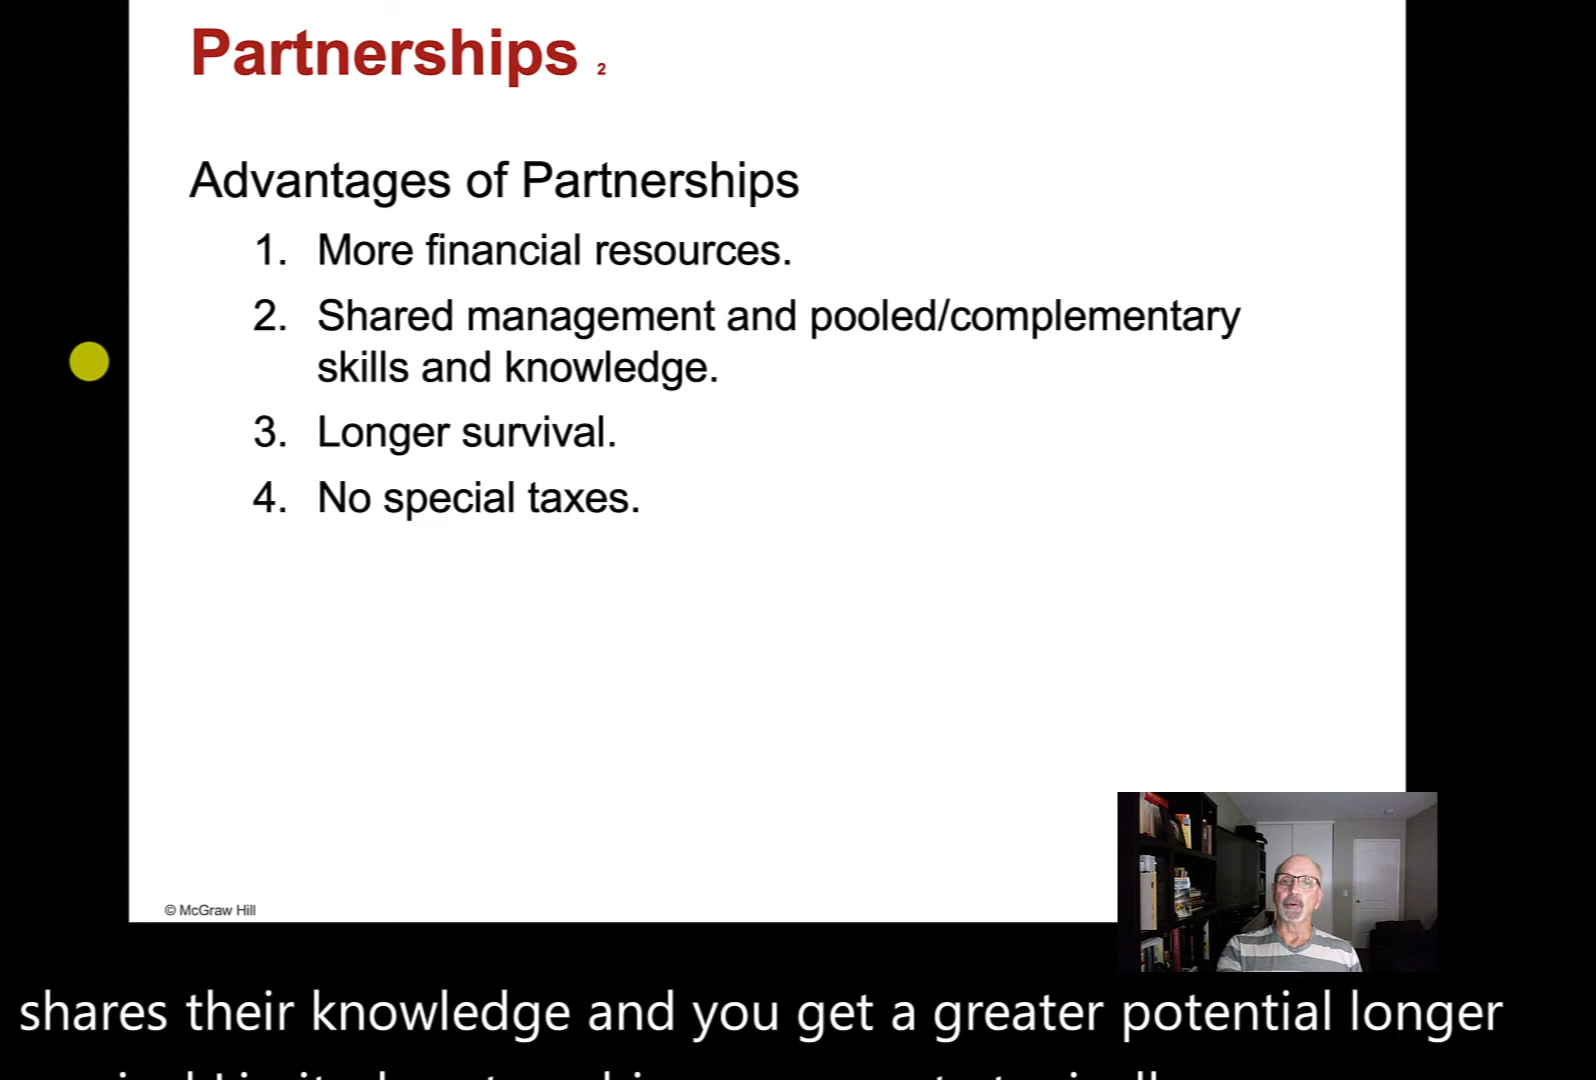 Partnerships 2
Advantages of Partnerships
1. More financial resources.
2. Shared management and pooled/complementary
skills and knowledge.
3. Longer survival.
4. No special taxes.
© McGraw Hill
shares their knowledge and you get a greater potential longer